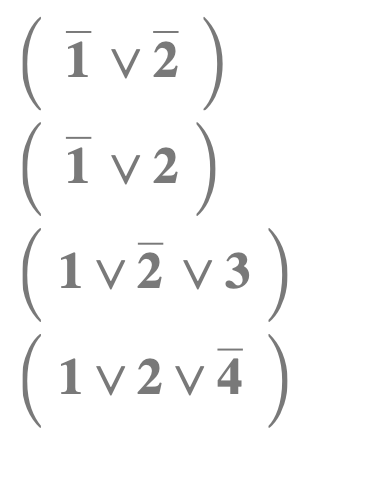 ( 1̅ ∨ 2̅ )
( 1̅ ∨ 2 )
( 1 ∨ 2̅ ∨ 3 )
( 1 ∨ 2 ∨ 4̅ )